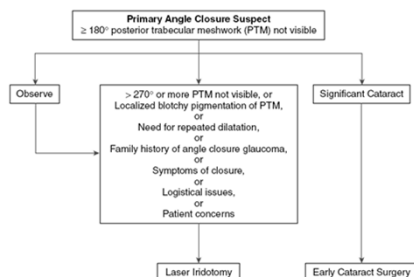 Primary Angle Closure Suspect
≥ 180° posterior trabecular meshwork (PTM) not visible
Observe
> 270° or more PTM not visible, or
Localized blotchy pigmentation of PTM,
or
Need for repeated dilatation,
or
Family history of angle closure glaucoma,
or
Symptoms of closure,
or
Logistical issues,
or
Patient concerns
Significant Cataract
Laser Iridotomy
Early Cataract Surgery